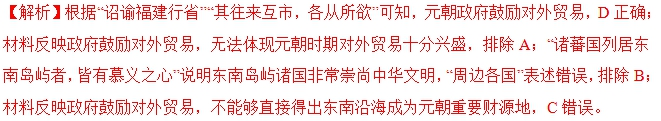 【解析】根据“诏谕福建行省”“其往来互市，各从所欲”可知，元朝政府鼓励对外贸易，D 正确；
材料反映政府鼓励对外贸易，无法体现元朝时期对外贸易十分兴盛，排除 A；“诸蕃国列居东
南岛屿者，皆有慕义之心”说明东南岛屿诸国非常崇尚中华文明，“周边各国”表述错误，排除 B；
材料反映政府鼓励对外贸易，不能够直接得出东南沿海成为元朝重要财源地，C 错误。